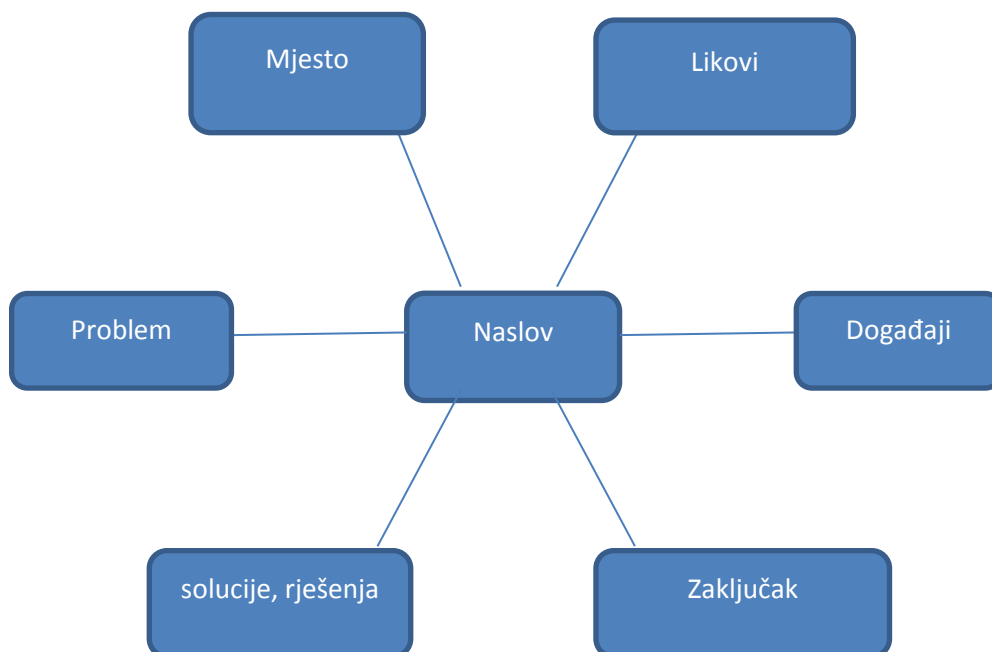 Mjesto
Likovi
Problem
Naslov
Događaji
solucije, rješenja
Zaključak